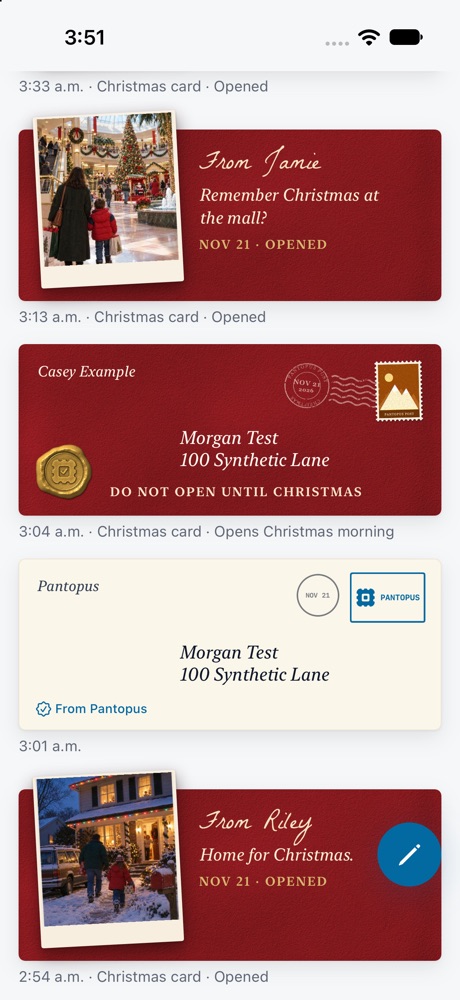 3:51
3:33 a.m. · Christmas card · Opened
From Jamie
Remember Christmas at
the mall?
NOV 21 · OPENED
3:13 a.m. · Christmas card · Opened
Casey Example
NOV 21
2026
PANTOPUS POST
Morgan Test
100 Synthetic Lane
DO NOT OPEN UNTIL CHRISTMAS
3:04 a.m. · Christmas card · Opens Christmas morning
Pantopus
NOV 21
PANTOPUS
Morgan Test
100 Synthetic Lane
From Pantopus
3:01 a.m.
From Riley
Home for Christmas.
NOV 21 · OPENED
2:54 a.m. · Christmas card · Opened